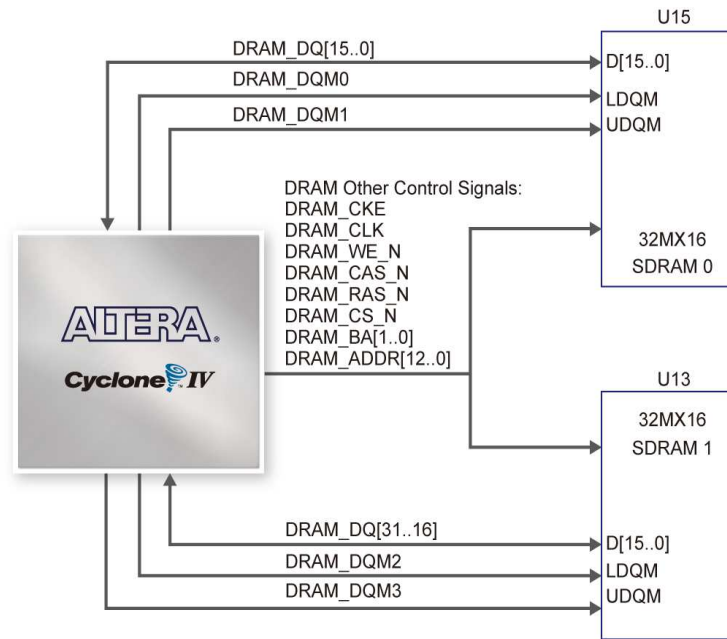 U15
DRAM_DQ[15..0]
D[15..0]
DRAM_DQM0
LDQM
DRAM_DQM1
UDQM
DRAM Other Control Signals:
DRAM_CKE
DRAM_CLK
DRAM_WE_N
DRAM_CAS_N
DRAM_RAS_N
DRAM_CS_N
DRAM_BA[1..0]
DRAM_ADDR[12..0]
32MX16
SDRAM 0
ALTERA®
Cyclone™ IV
U13
32MX16
SDRAM 1
DRAM_DQ[31..16]
D[15..0]
DRAM_DQM2
LDQM
DRAM_DQM3
UDQM